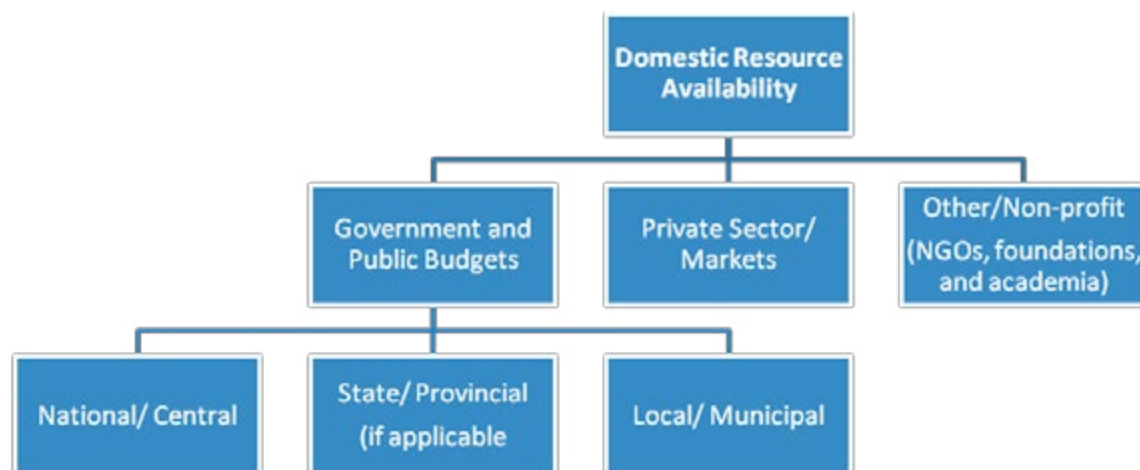 Domestic Resource
Availability
Government and
Public Budgets
Private Sector/
Markets
Other/Non-profit
(NGOs, foundations,
and academia)
National/ Central
State/ Provincial
(if applicable
Local/ Municipal